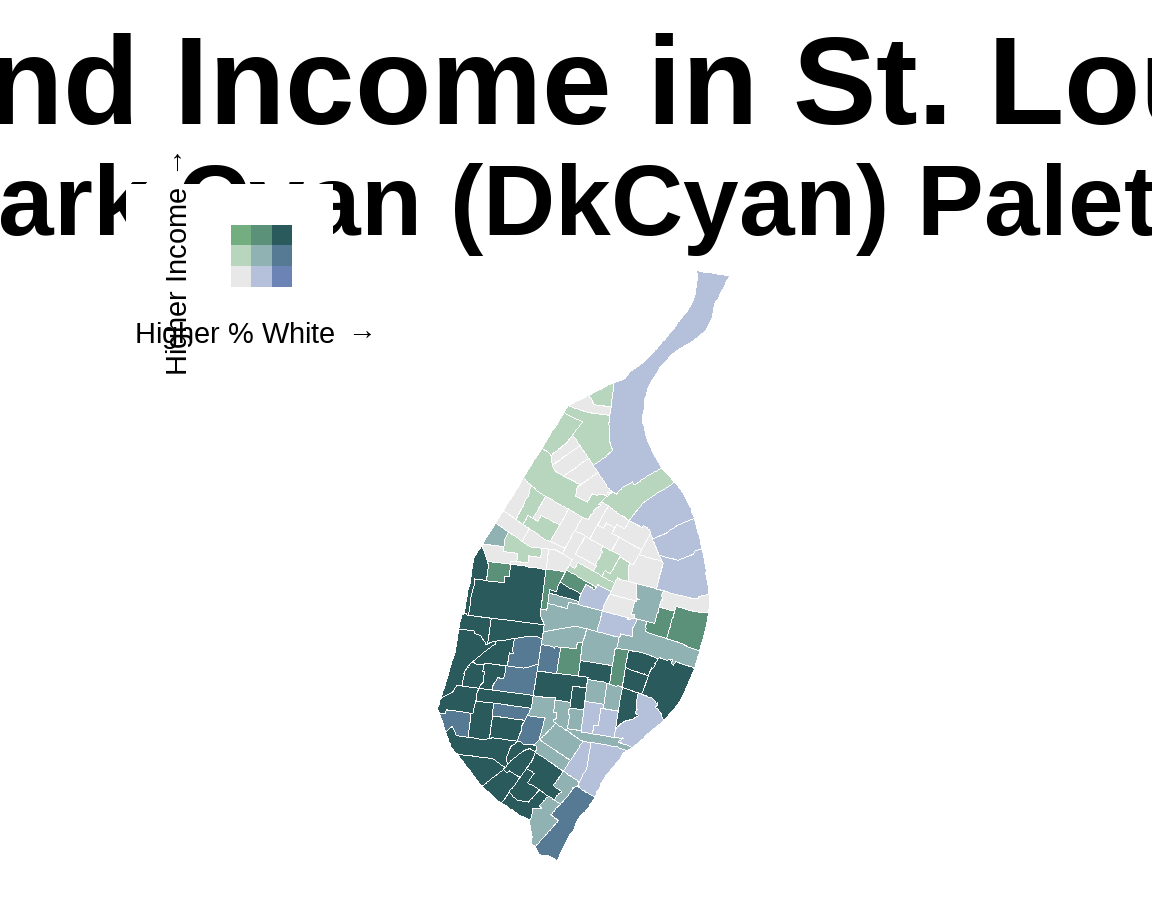 nd Income in St. Lou
ark Cyan (DkCyan) Palet
Higher Income →
Higher % White →